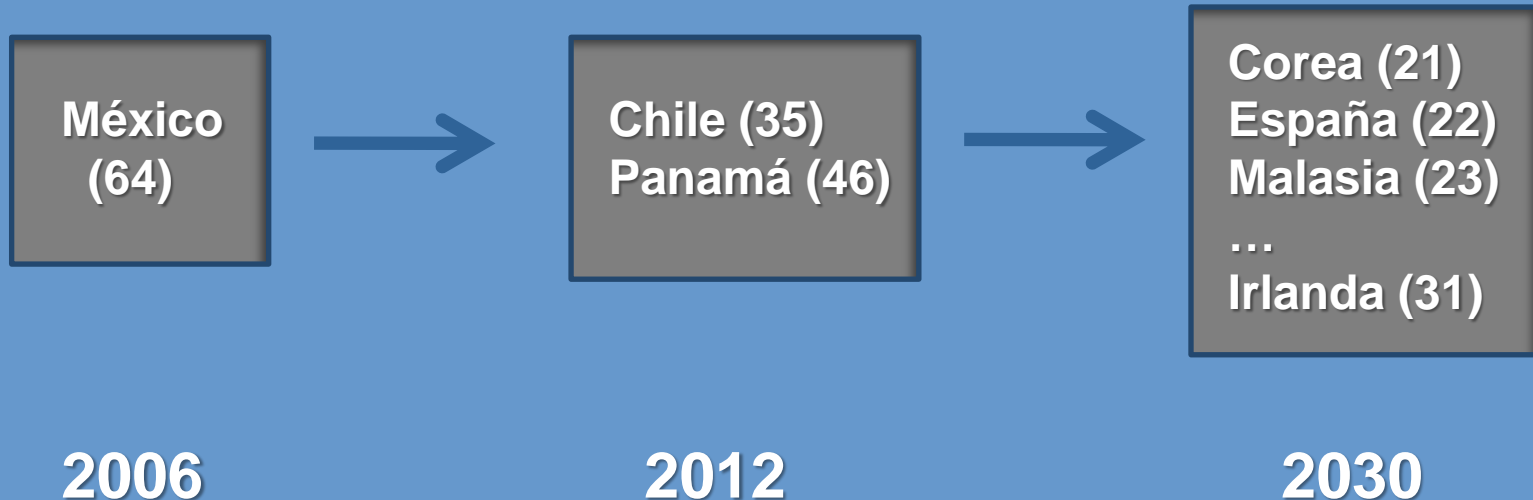 México
(64)
Chile (35)
Panamá (46)
Corea (21)
España (22)
Malasia (23)
…
Irlanda (31)
2006
2012
2030